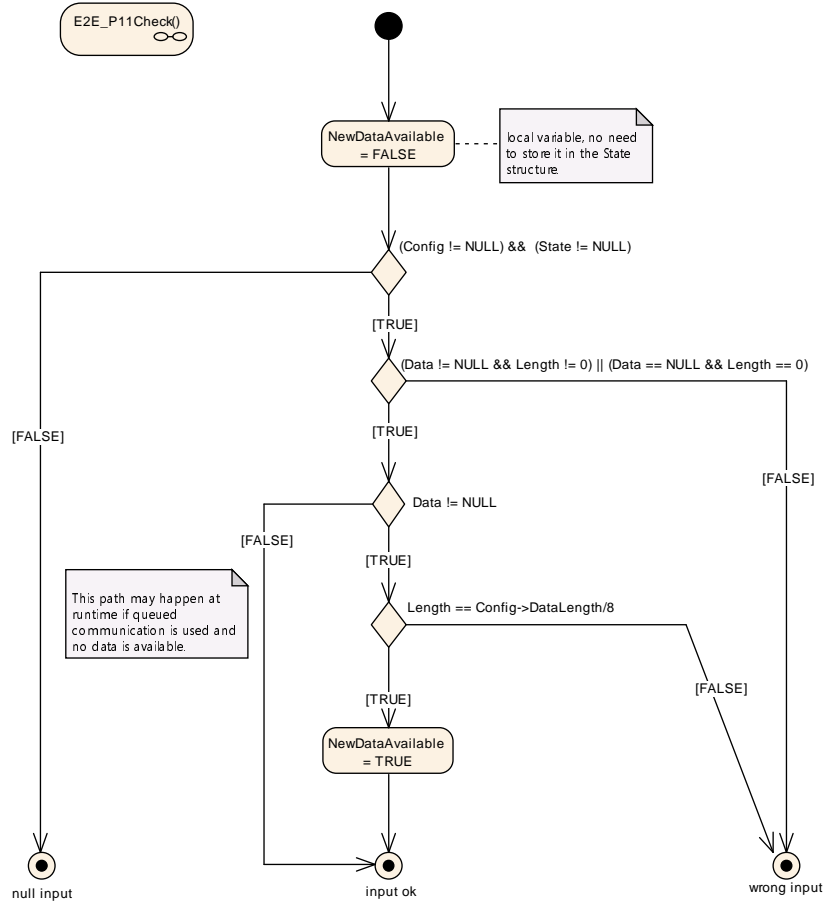 E2E_P11Check()
NewDataAvailable
= FALSE
local variable, no need
to store it in the State
structure.
(Config != NULL) &&  (State != NULL)
[TRUE]
(Data != NULL && Length != 0) || (Data == NULL && Length == 0)
[TRUE]
[FALSE]
[FALSE]
Data != NULL
[FALSE]
[TRUE]
This path may happen at
runtime if queued
communication is used and
no data is available.
Length == Config->DataLength/8
[FALSE]
[TRUE]
NewDataAvailable
= TRUE
null input
input ok
wrong input